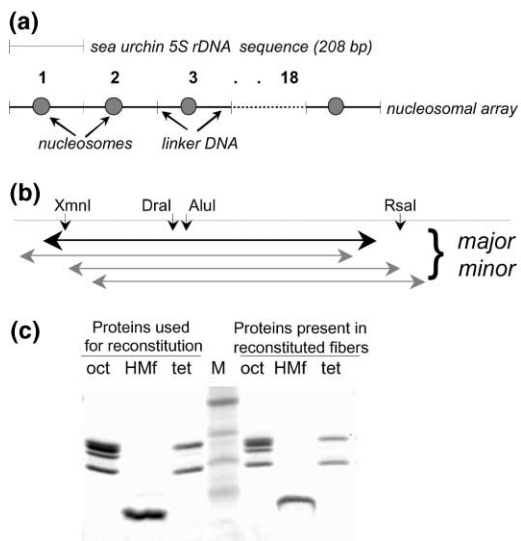 (a)
sea urchin 5S rDNA sequence (208 bp)
1 2 3 . . 18
nucleosomal array
nucleosomes linker DNA
(b)
XmnI DraI AluI RsaI
major
minor
(c)
Proteins used Proteins present in
for reconstitution reconstituted fibers
oct HMf tet M oct HMf tet